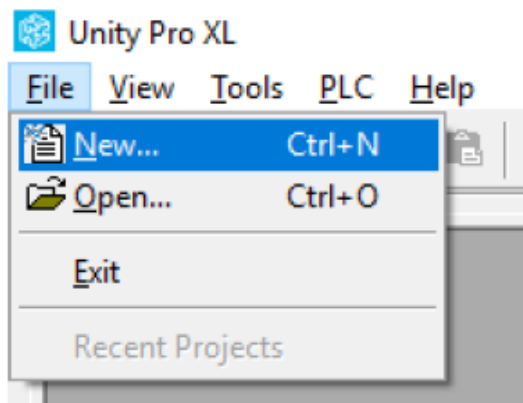 Unity Pro XL
File View Tools PLC Help
New... Ctrl+N
Open... Ctrl+O
Exit
Recent Projects